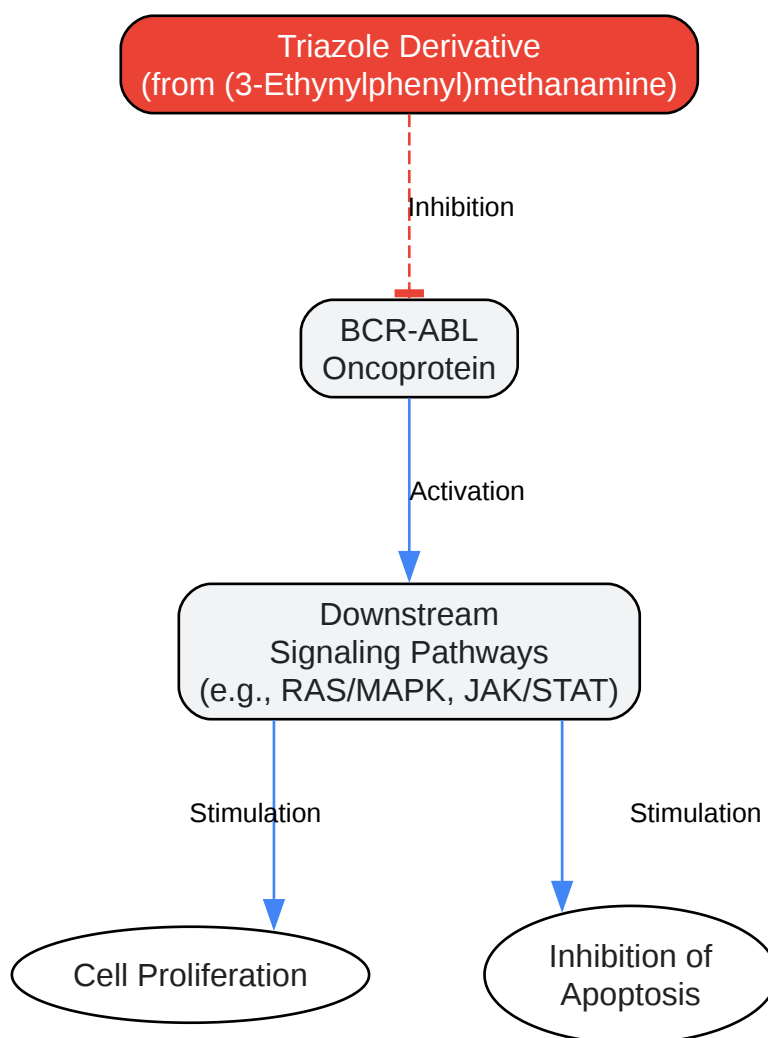 Triazole Derivative
(from (3-Ethynylphenyl)methanamine)
Inhibition
BCR-ABL
Oncoprotein
Activation
Downstream
Signaling Pathways
(e.g., RAS/MAPK, JAK/STAT)
Stimulation
Stimulation
Cell Proliferation
Inhibition of
Apoptosis